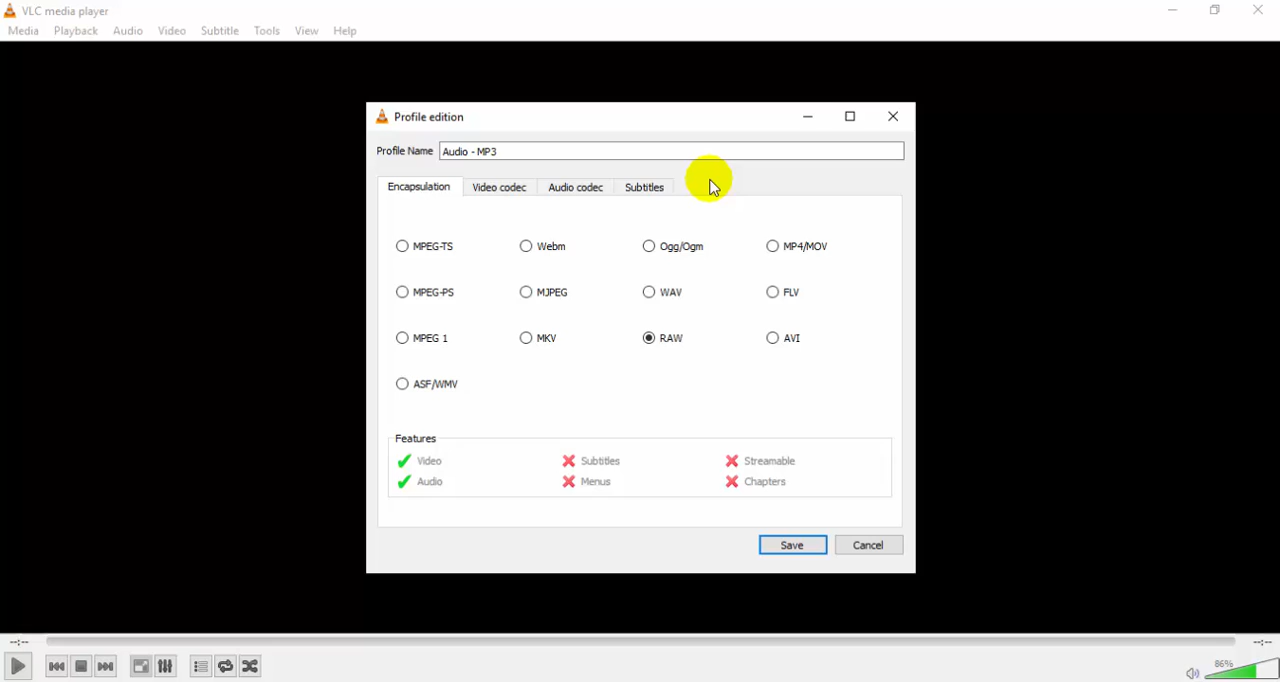 VLC media player
Media Playback Audio Video Subtitle Tools View Help
Profile edition
Profile Name Audio - MP3
Encapsulation Video codec Audio codec Subtitles
MPEG-TS Webm Ogg/Ogm MP4/MOV
MPEG-PS MJPEG WAV FLV
MPEG 1 MKV RAW AVI
ASF/WMV
Features
Video Subtitles Streamable
Audio Menus Chapters
Save Cancel
--:-- --:--
86%